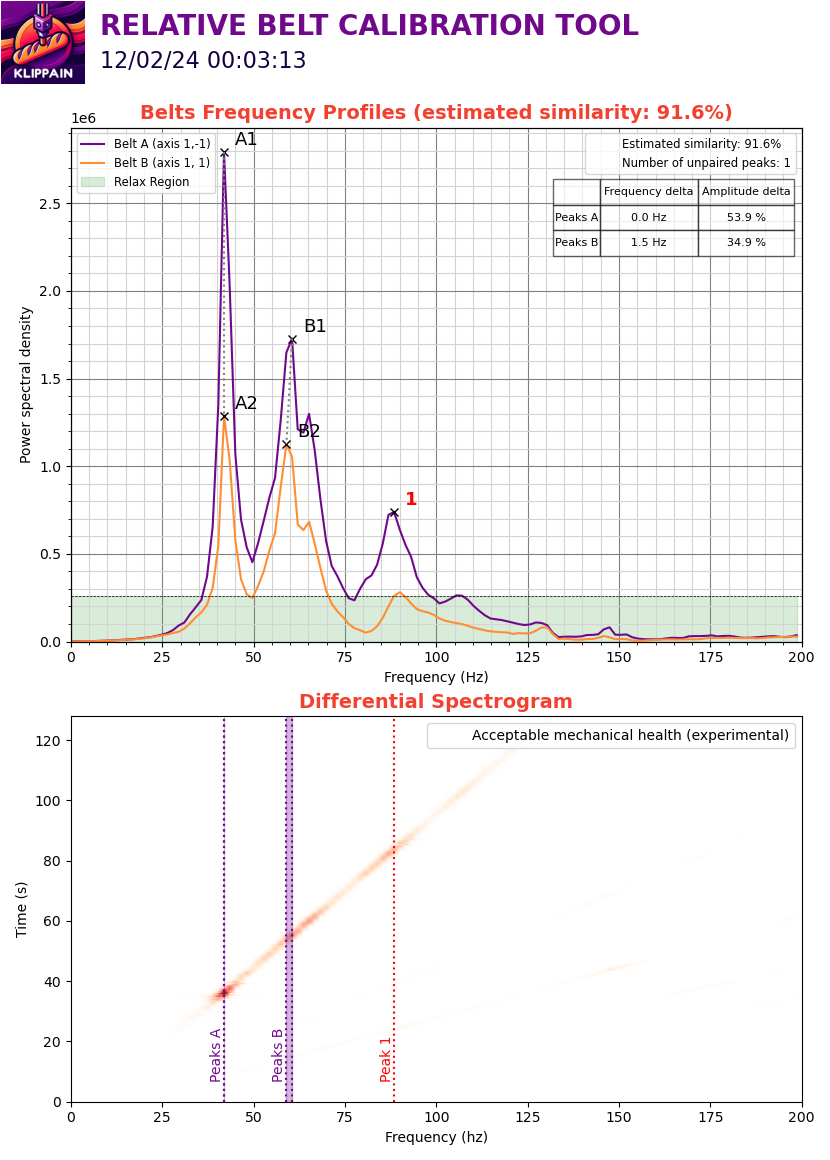 KLIPPAIN
RELATIVE BELT CALIBRATION TOOL
12/02/24 00:03:13
Belts Frequency Profiles (estimated similarity: 91.6%)
1e6
Belt A (axis 1,-1)
Belt B (axis 1, 1)
Relax Region
Estimated similarity: 91.6%
Number of unpaired peaks: 1
Frequency delta Amplitude delta
Peaks A 0.0 Hz 53.9 %
Peaks B 1.5 Hz 34.9 %
A1
B1
A2
B2
1
Power spectral density
2.5
2.0
1.5
1.0
0.5
0.0
0 25 50 75 100 125 150 175 200
Frequency (Hz)
Differential Spectrogram
Acceptable mechanical health (experimental)
Time (s)
120
100
80
60
40
20
0
Peaks A
Peaks B
Peak 1
0 25 50 75 100 125 150 175 200
Frequency (hz)